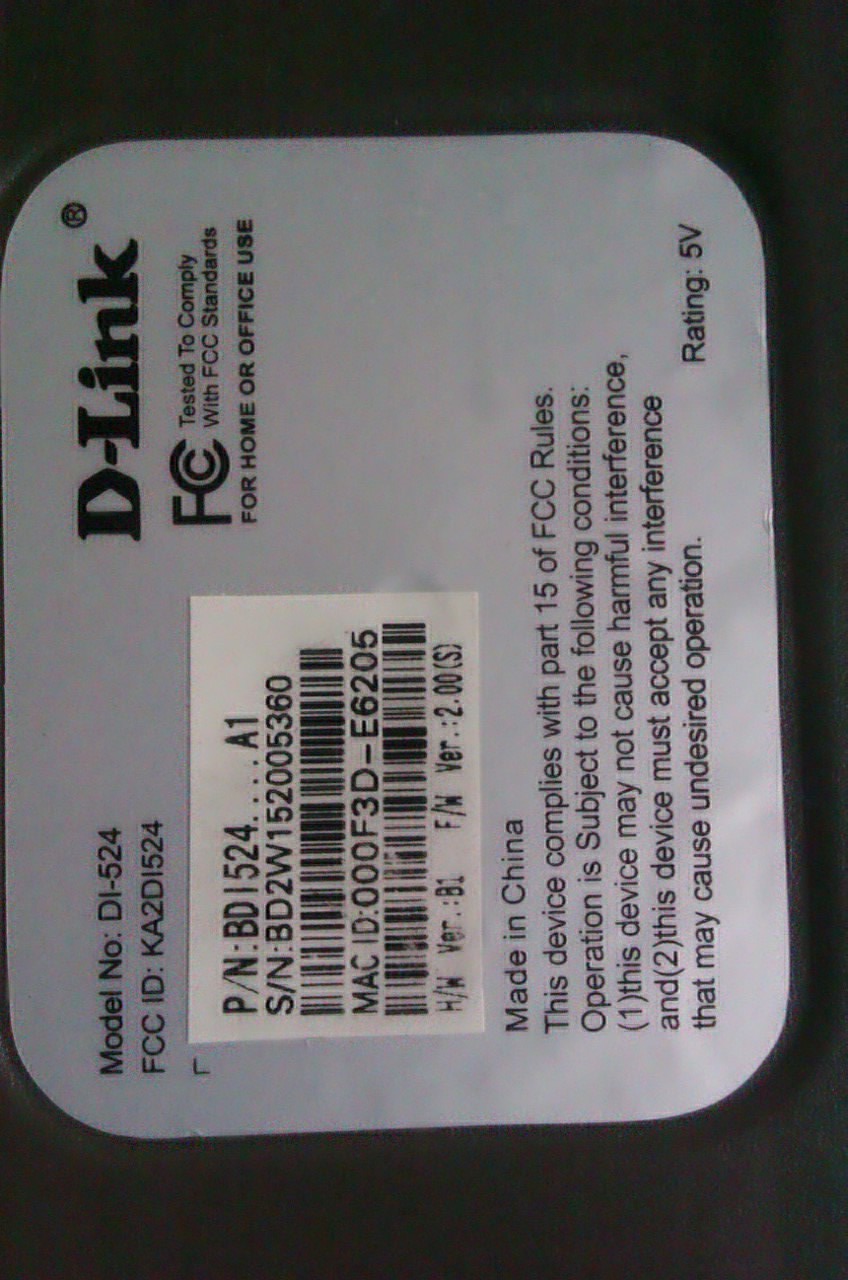 Model No: DI-524
FCC ID: KA2DI524
D-Link®
FC Tested To Comply
With FCC Standards
FOR HOME OR OFFICE USE
P/N:BDI524....A1
S/N:BD2W152005360
MAC ID:000F3D-E6205
H/W Ver.:B1 F/W Ver.:2.00(S)
Made in China
This device complies with part 15 of FCC Rules.
Operation is Subject to the following conditions:
(1)this device may not cause harmful interference,
and(2)this device must accept any interference
that may cause undesired operation.
Rating: 5V